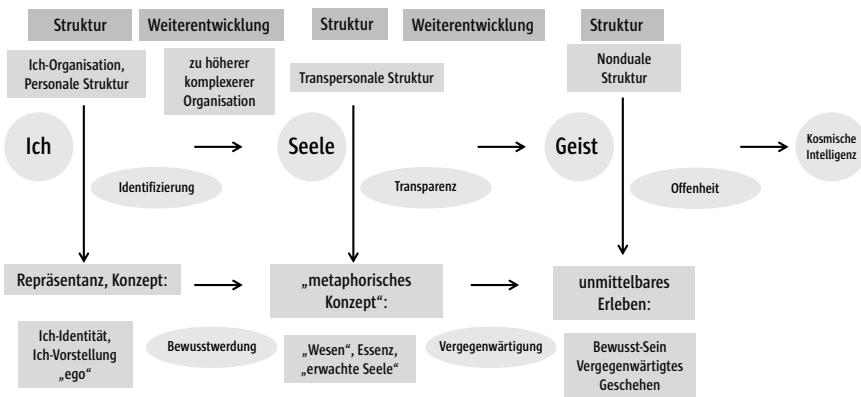 Struktur
Weiterentwicklung
Struktur
Weiterentwicklung
Struktur
Ich-Organisation,
Personale Struktur
zu höherer
komplexerer
Organisation
Transpersonale Struktur
Nonduale
Struktur
Ich
Seele
Geist
Kosmische
Intelligenz
Identifizierung
Transparenz
Offenheit
Repräsentanz, Konzept:
„metaphorisches
Konzept“:
unmittelbares
Erleben:
Ich-Identität,
Ich-Vorstellung
„ego“
Bewusstwerdung
„Wesen“, Essenz,
„erwachte Seele“
Vergegenwärtigung
Bewusst-Sein
Vergegenwärtigtes
Geschehen